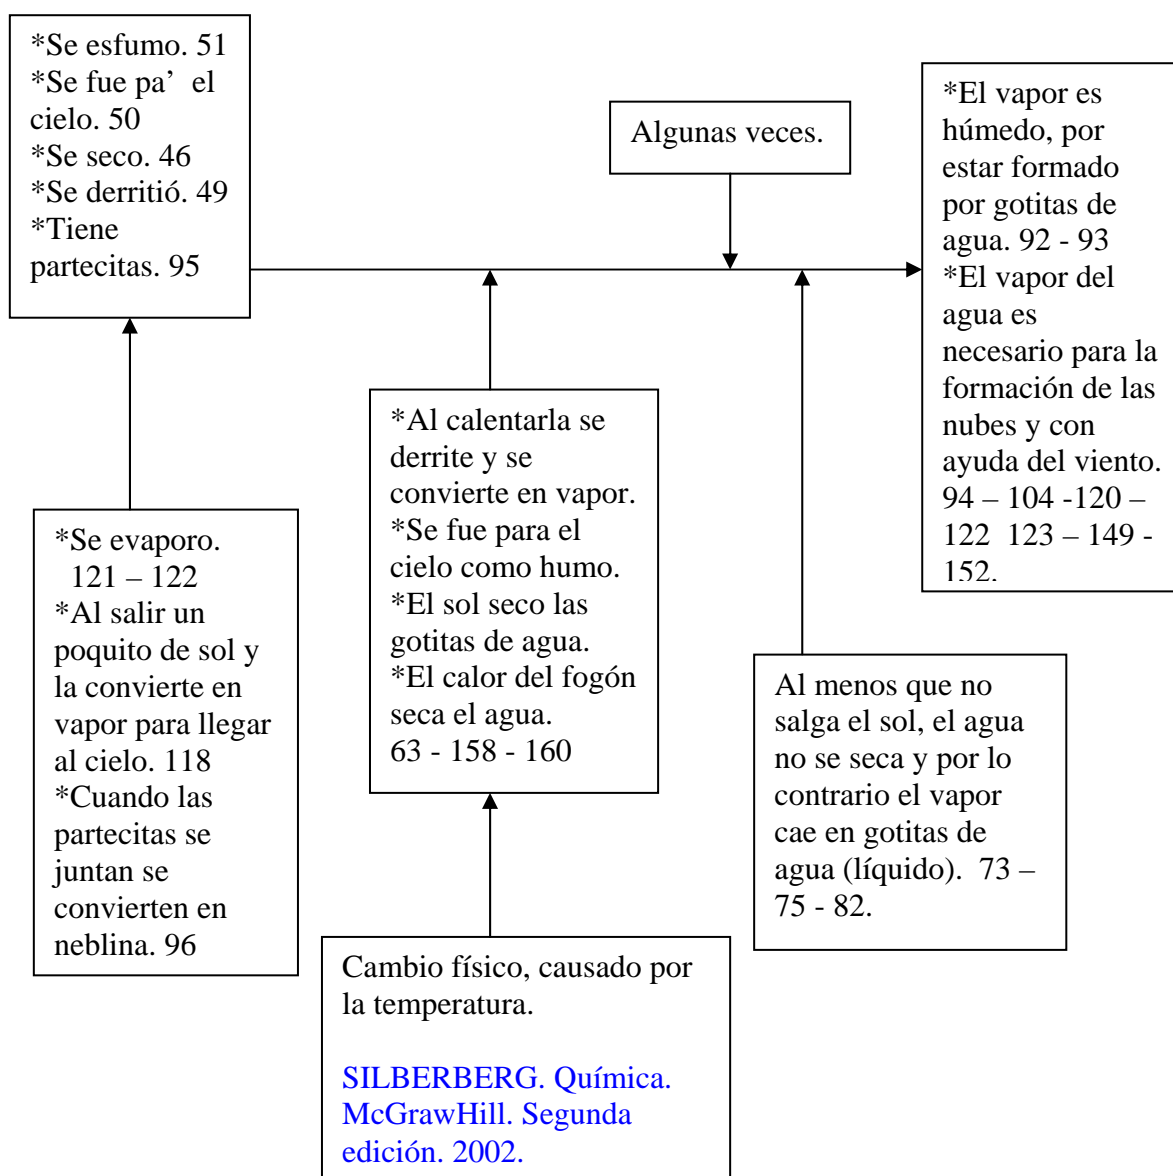 *Se esfumo. 51
*Se fue pa’ el
cielo. 50
*Se seco. 46
*Se derritió. 49
*Tiene
partecitas. 95
Algunas veces.
*El vapor es
húmedo, por
estar formado
por gotitas de
agua. 92 - 93
*El vapor del
agua es
necesario para la
formación de las
nubes y con
ayuda del viento.
94 – 104 -120 –
122 123 – 149 -
152.
*Se evaporo.
121 – 122
*Al salir un
poquito de sol y
la convierte en
vapor para llegar
al cielo. 118
*Cuando las
partecitas se
juntan se
convierten en
neblina. 96
*Al calentarla se
derrite y se
convierte en vapor.
*Se fue para el
cielo como humo.
*El sol seco las
gotitas de agua.
*El calor del fogón
seca el agua.
63 - 158 - 160
Al menos que no
salga el sol, el agua
no se seca y por lo
contrario el vapor
cae en gotitas de
agua (líquido). 73 –
75 - 82.
Cambio físico, causado por
la temperatura.
SILBERBERG. Química.
McGrawHill. Segunda
edición. 2002.